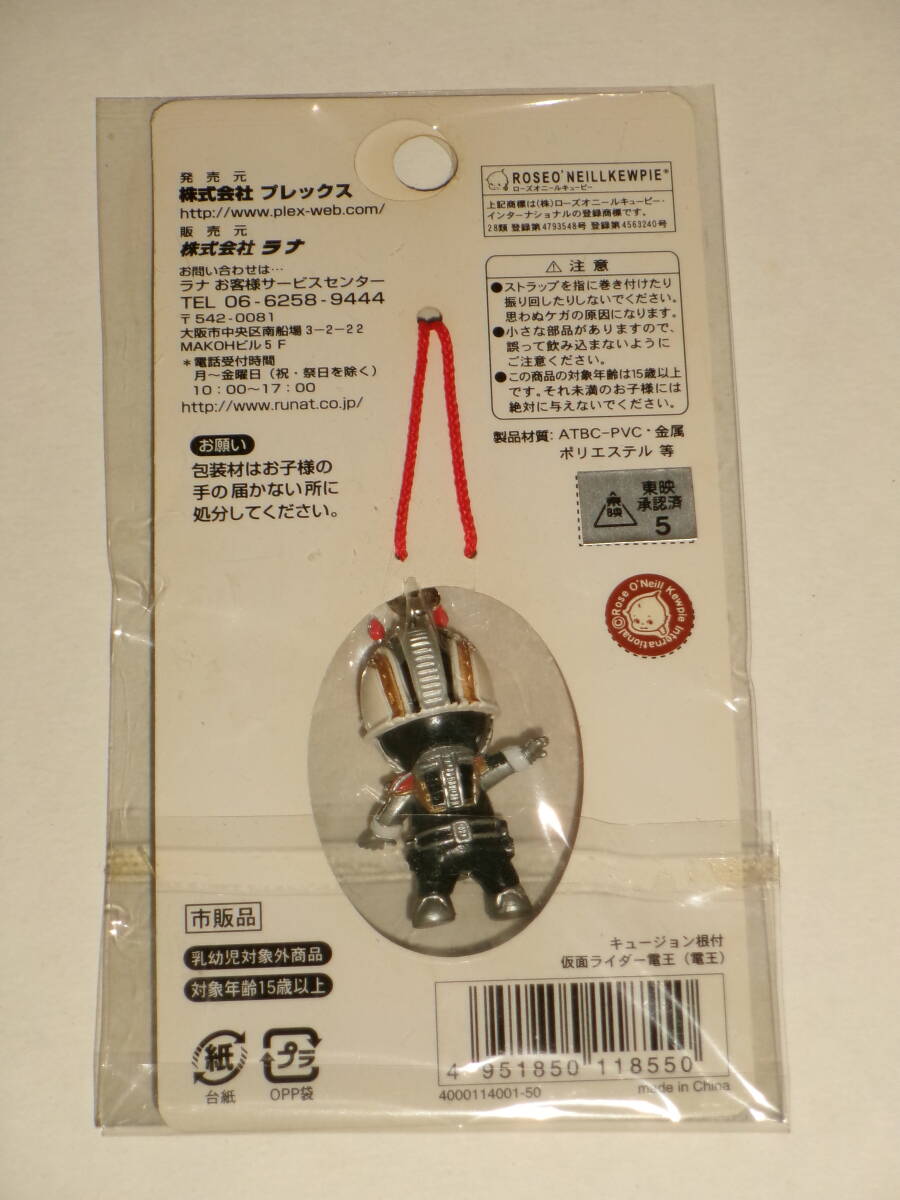 発売元
株式会社 プレックス
http://www.plex-web.com/
販売元
株式会社 ラナ
お問い合わせは…
ラナ お客様サービスセンター
TEL 06-6258-9444
〒542-0081
大阪市中央区南船場3-2-22
MAKOHビル5F
*電話受付時間
月～金曜日(祝・祭日を除く)
10:00～17:00
http://www.runat.co.jp/
お願い
包装材はお子様の
手の届かない所に
処分してください。
ROSEO'NEILLKEWPIE®
ローズオニールキューピー
上記商標は(株)ローズオニールキューピー・
インターナショナルの登録商標です。
28類 登録第4793548号 登録第4563240号
⚠ 注意
●ストラップを指に巻き付けたり
振り回したりしないでください。
思わぬケガの原因になります。
●小さな部品がありますので、
誤って飲み込まないように
ご注意ください。
●この商品の対象年齢は15歳以上
です。それ未満のお子様には
絶対に与えないでください。
製品材質: ATBC-PVC・金属
ポリエステル 等
東映
東映
承認済
5
©Rose O'Neill Kewpie International
市販品
乳幼児対象外商品
対象年齢15歳以上
紙
台紙
プラ
OPP袋
キュージョン根付
仮面ライダー電王(電王)
4 951850 118550
4000114001-50
made in China